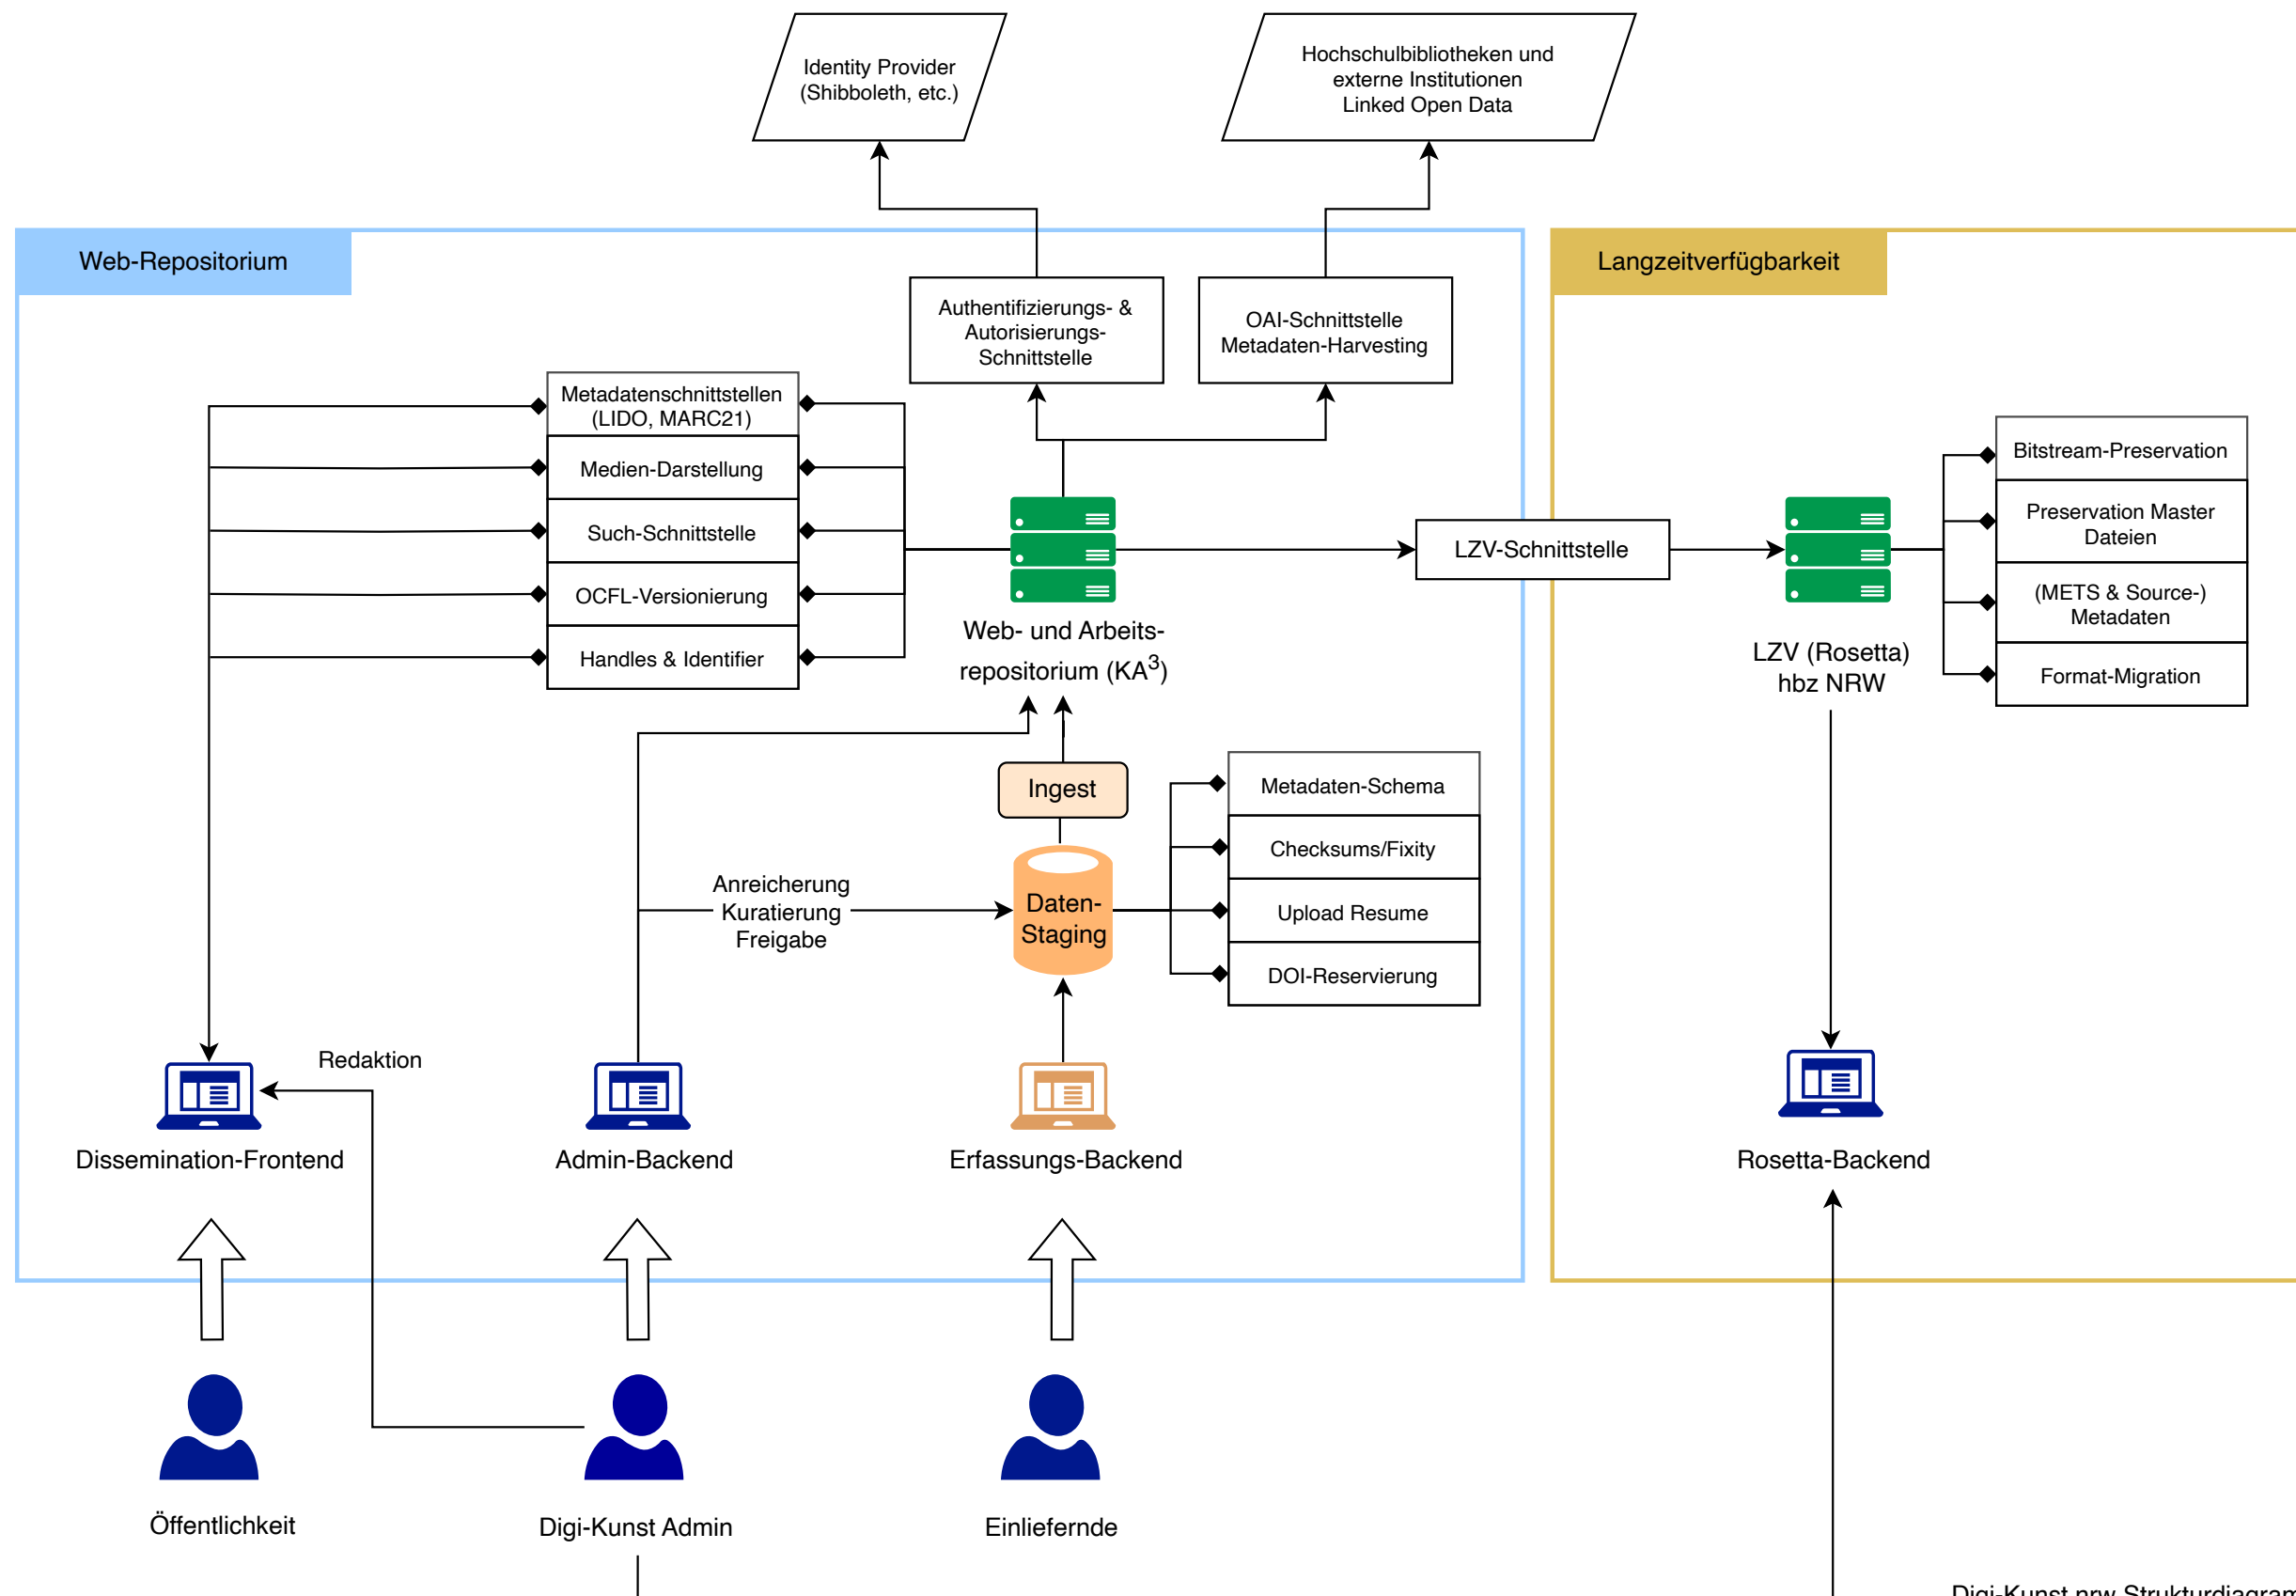 Identity Provider
(Shibboleth, etc.)
Hochschulbibliotheken und
externe Institutionen
Linked Open Data
Web-Repositorium
Langzeitverfügbarkeit
Authentifizierungs- &
Autorisierungs-
Schnittstelle
OAI-Schnittstelle
Metadaten-Harvesting
Metadatenschnittstellen
(LIDO, MARC21)
Medien-Darstellung
Such-Schnittstelle
OCFL-Versionierung
Handles & Identifier
Web- und Arbeits-
repositorium (KA³)
LZV-Schnittstelle
LZV (Rosetta)
hbz NRW
Bitstream-Preservation
Preservation Master
Dateien
(METS & Source-)
Metadaten
Format-Migration
Ingest
Daten-
Staging
Metadaten-Schema
Checksums/Fixity
Upload Resume
DOI-Reservierung
Anreicherung
Kuratierung
Freigabe
Redaktion
Dissemination-Frontend
Admin-Backend
Erfassungs-Backend
Rosetta-Backend
Öffentlichkeit
Digi-Kunst Admin
Einliefernde
Digi-Kunst.nrw